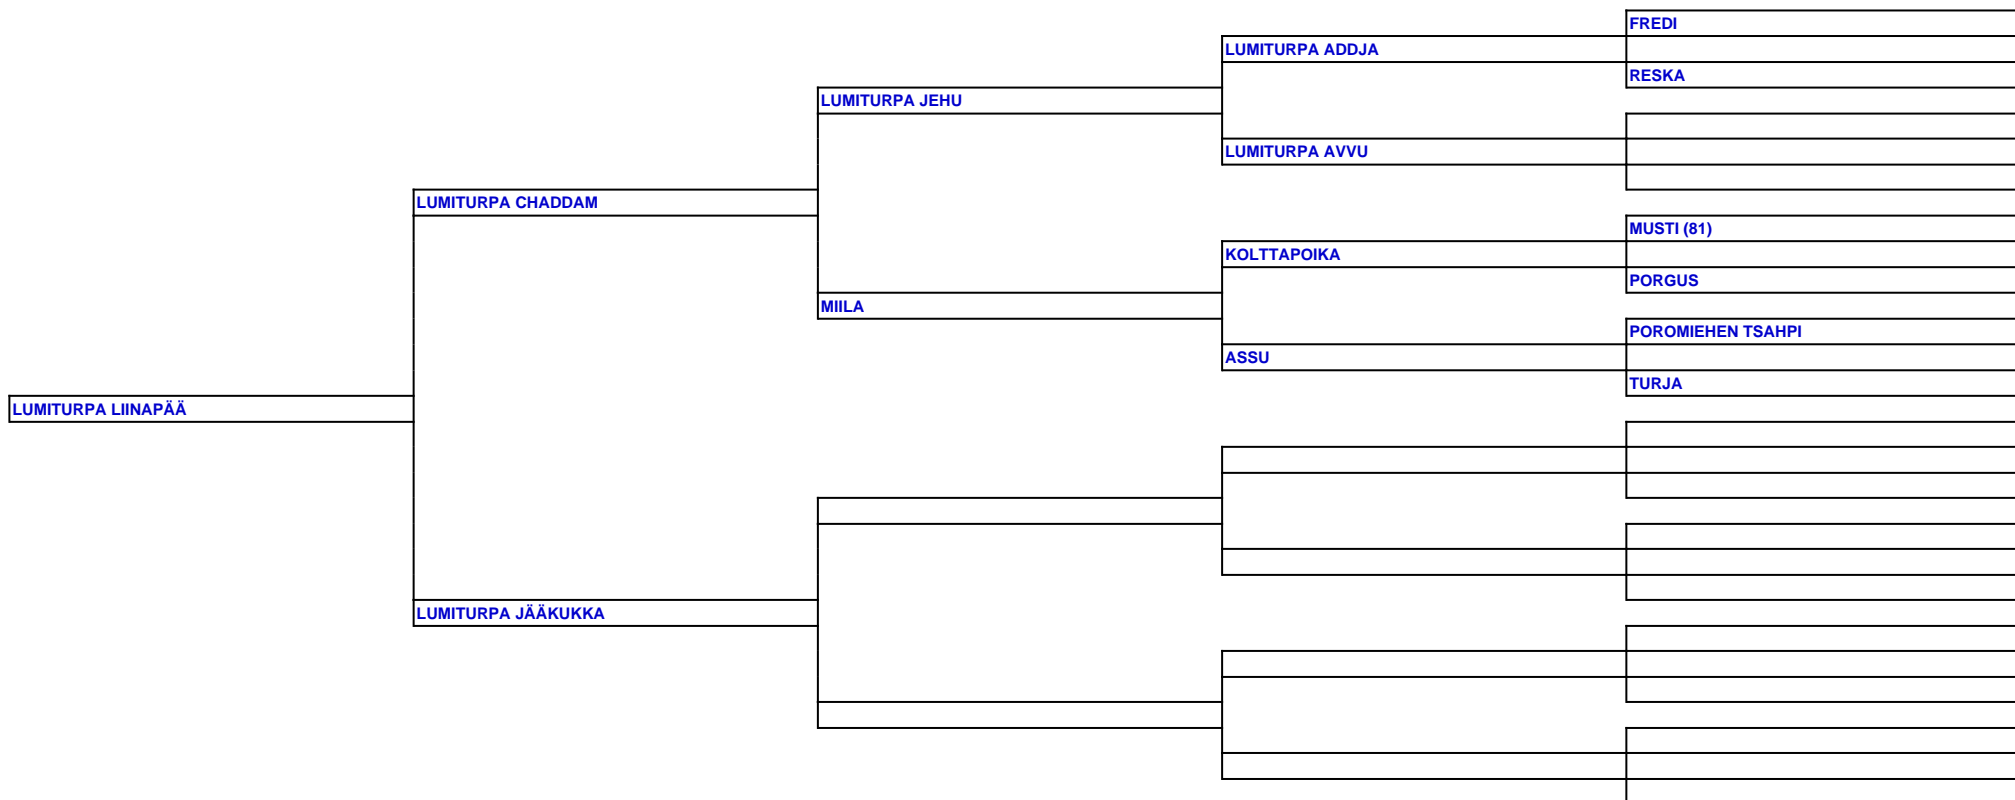 FREDI
LUMITURPA ADDJA
RESKA
LUMITURPA JEHU
LUMITURPA AVVU
LUMITURPA CHADDAM
MUSTI (81)
KOLTTAPOIKA
PORGUS
MIILA
POROMIEHEN TSAHPI
ASSU
TURJA
LUMITURPA LIINAPÄÄ
LUMITURPA JÄÄKUKKA